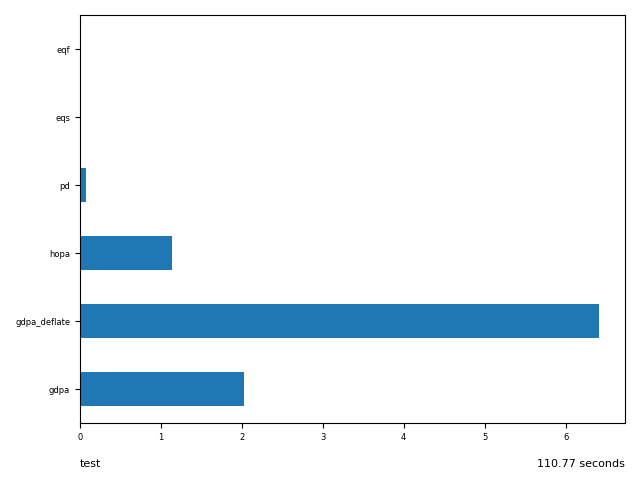 eqf
eqs
pd
hopa
gdpa_deflate
gdpa
0 1 2 3 4 5 6
test 110.77 seconds